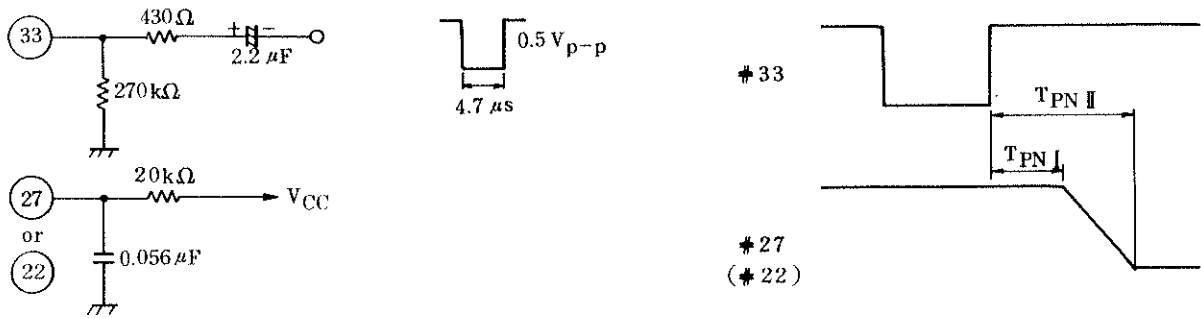 33
430Ω
+ -
2.2 μF
270kΩ
0.5 Vp-p
4.7 μs
#33
TPN Ⅱ
TPN Ⅰ
27
or
22
20kΩ
VCC
0.056μF
#27
(#22)